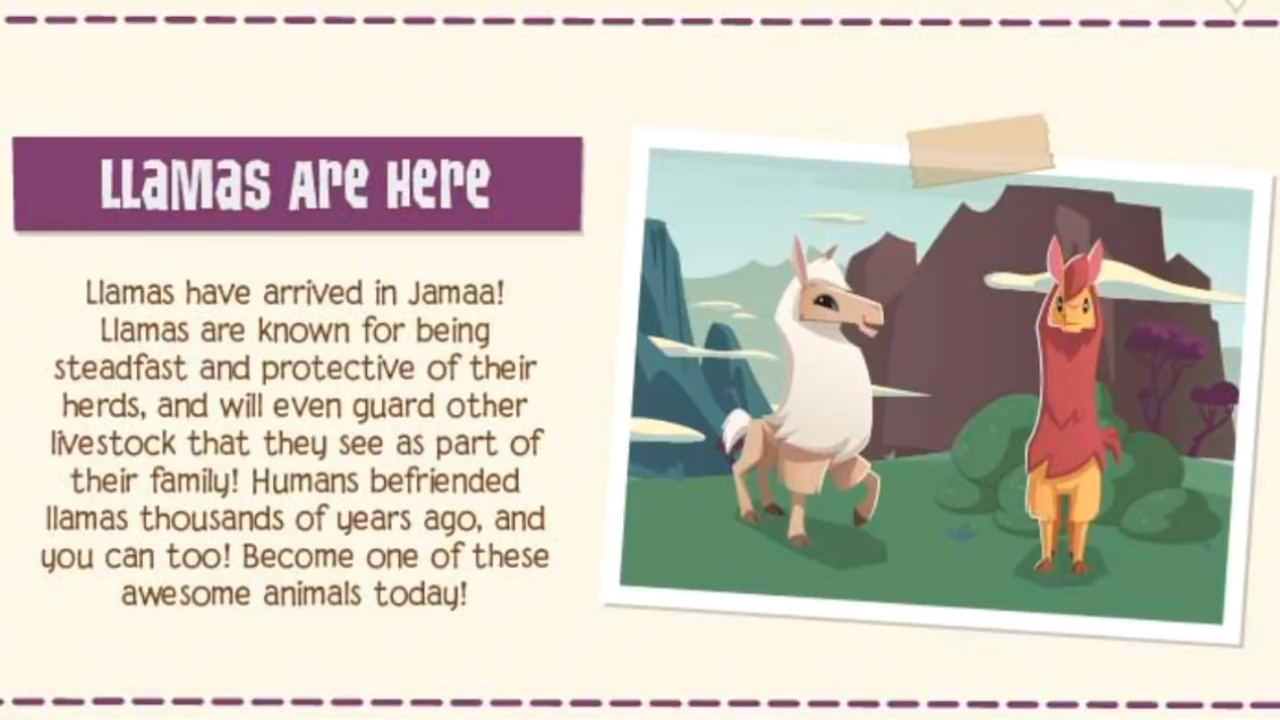 LLamas Are Here
Llamas have arrived in Jamaa!
Llamas are known for being
steadfast and protective of their
herds, and will even guard other
livestock that they see as part of
their family! Humans befriended
llamas thousands of years ago, and
you can too! Become one of these
awesome animals today!